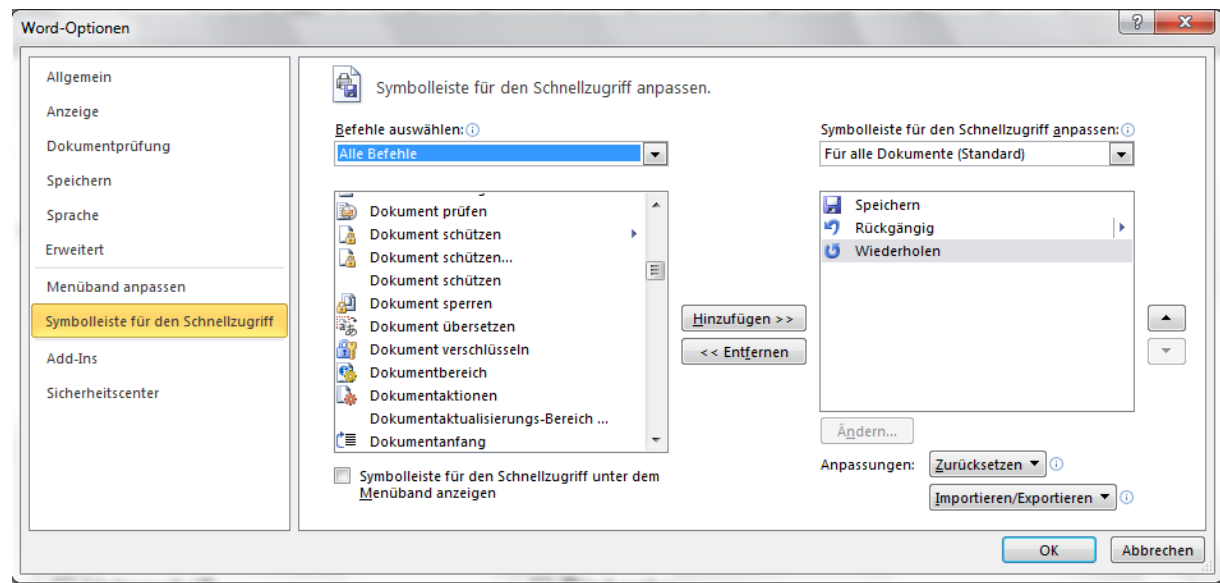 Word-Optionen
Allgemein
Anzeige
Dokumentprüfung
Speichern
Sprache
Erweitert
Menüband anpassen
Symbolleiste für den Schnellzugriff
Add-Ins
Sicherheitscenter
Symbolleiste für den Schnellzugriff anpassen.
Befehle auswählen:
Alle Befehle
Dokument prüfen
Dokument schützen
Dokument schützen...
Dokument schützen
Dokument sperren
Dokument übersetzen
Dokument verschlüsseln
Dokumentbereich
Dokumentaktionen
Dokumentaktualisierungs-Bereich ...
Dokumentanfang
Symbolleiste für den Schnellzugriff unter dem
Menüband anzeigen
Hinzufügen >>
<< Entfernen
Symbolleiste für den Schnellzugriff anpassen:
Für alle Dokumente (Standard)
Speichern
Rückgängig
Wiederholen
Ändern...
Anpassungen: Zurücksetzen
Importieren/Exportieren
OK
Abbrechen